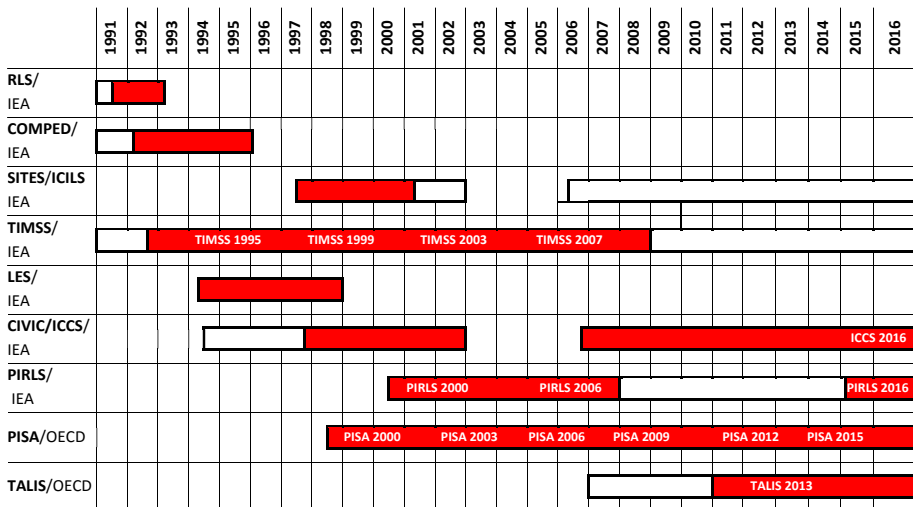 1991 1992 1993 1994 1995 1996 1997 1998 1999 2000 2001 2002 2003 2004 2005 2006 2007 2008 2009 2010 2011 2012 2013 2014 2015 2016
RLS/
IEA
COMPED/
IEA
SITES/ICILS
IEA
TIMSS/
IEA
TIMSS 1995 TIMSS 1999 TIMSS 2003 TIMSS 2007
LES/
IEA
CIVIC/ICCS/
IEA
ICCS 2016
PIRLS/
IEA
PIRLS 2000 PIRLS 2006 PIRLS 2016
PISA/OECD PISA 2000 PISA 2003 PISA 2006 PISA 2009 PISA 2012 PISA 2015
TALIS/OECD TALIS 2013